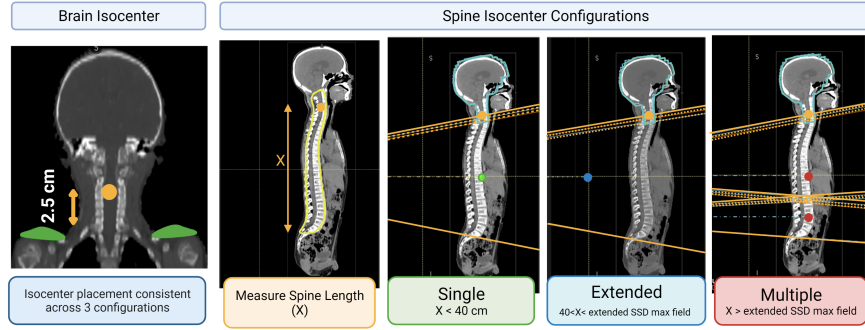 Brain Isocenter
Spine Isocenter Configurations
S
2.5 cm
X
S
S
S
Isocenter placement consistent
across 3 configurations
Measure Spine Length
(X)
Single
X < 40 cm
Extended
40<X< extended SSD max field
Multiple
X > extended SSD max field